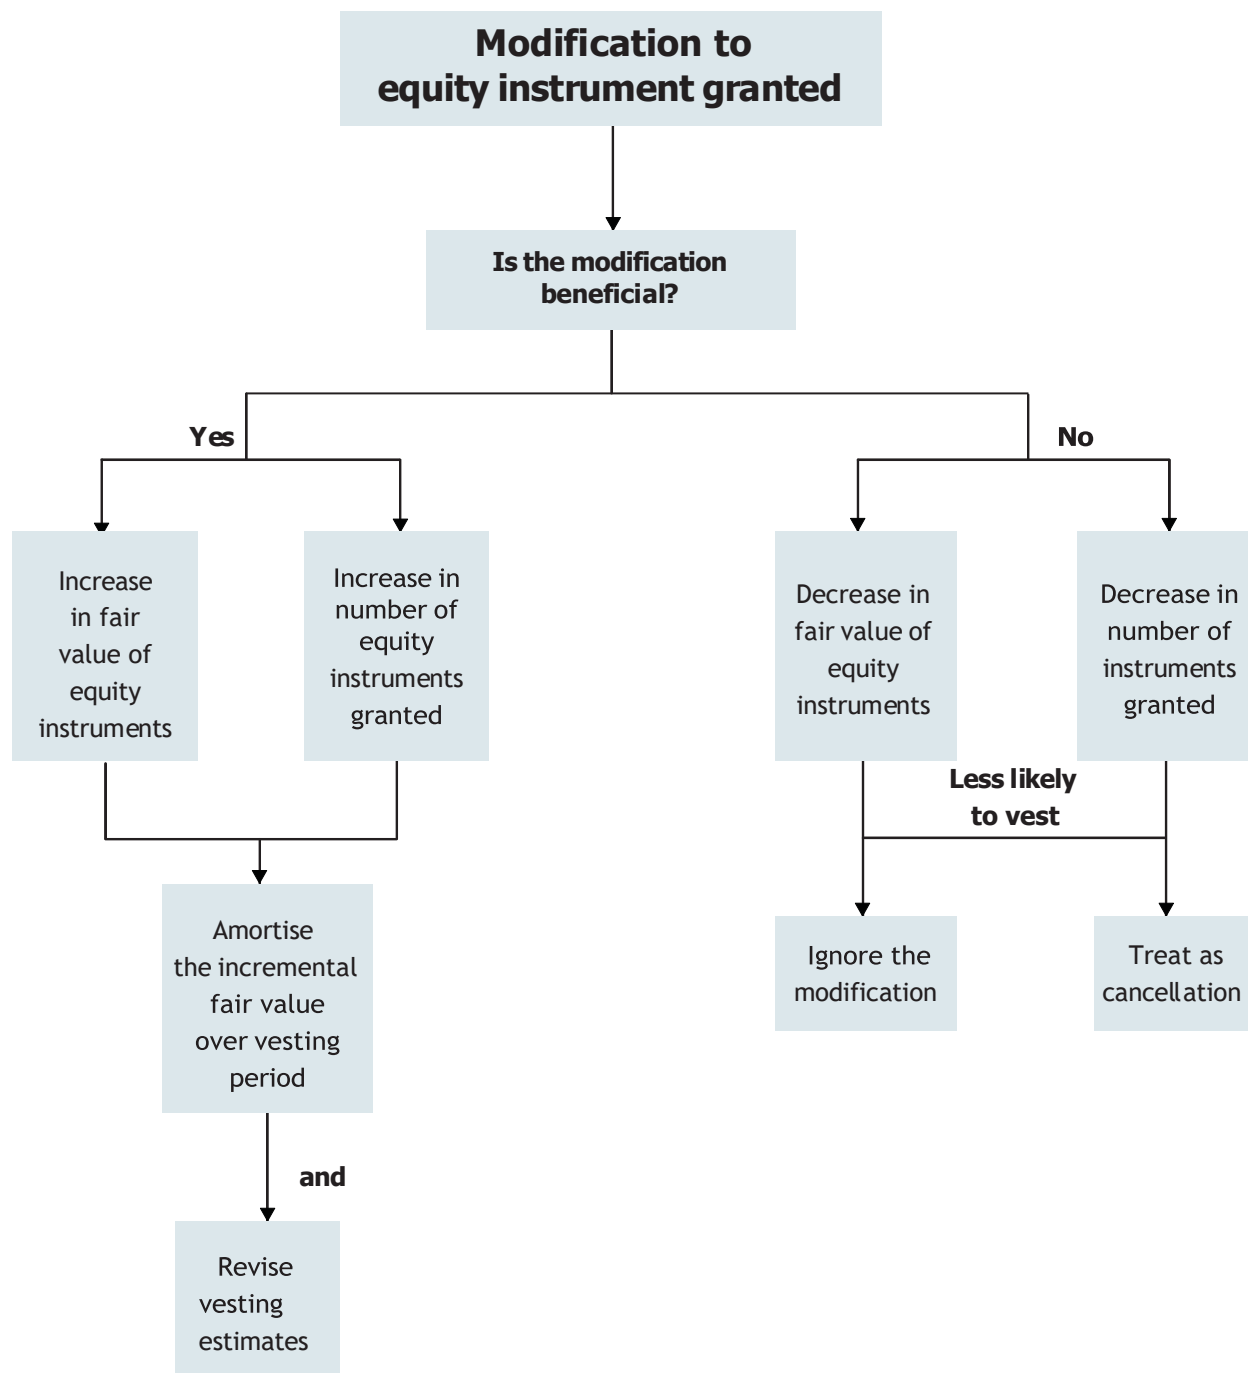 Modification to
equity instrument granted
Is the modification
beneficial?
Yes
No
Increase
in fair
value of
equity
instruments
Increase in
number of
equity
instruments
granted
Decrease in
fair value of
equity
instruments
Decrease in
number of
instruments
granted
Less likely
to vest
Amortise
the incremental
fair value
over vesting
period
Ignore the
modification
Treat as
cancellation
and
Revise
vesting
estimates